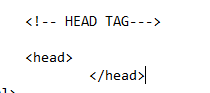 <!-- HEAD TAG--->
<head>
</head>